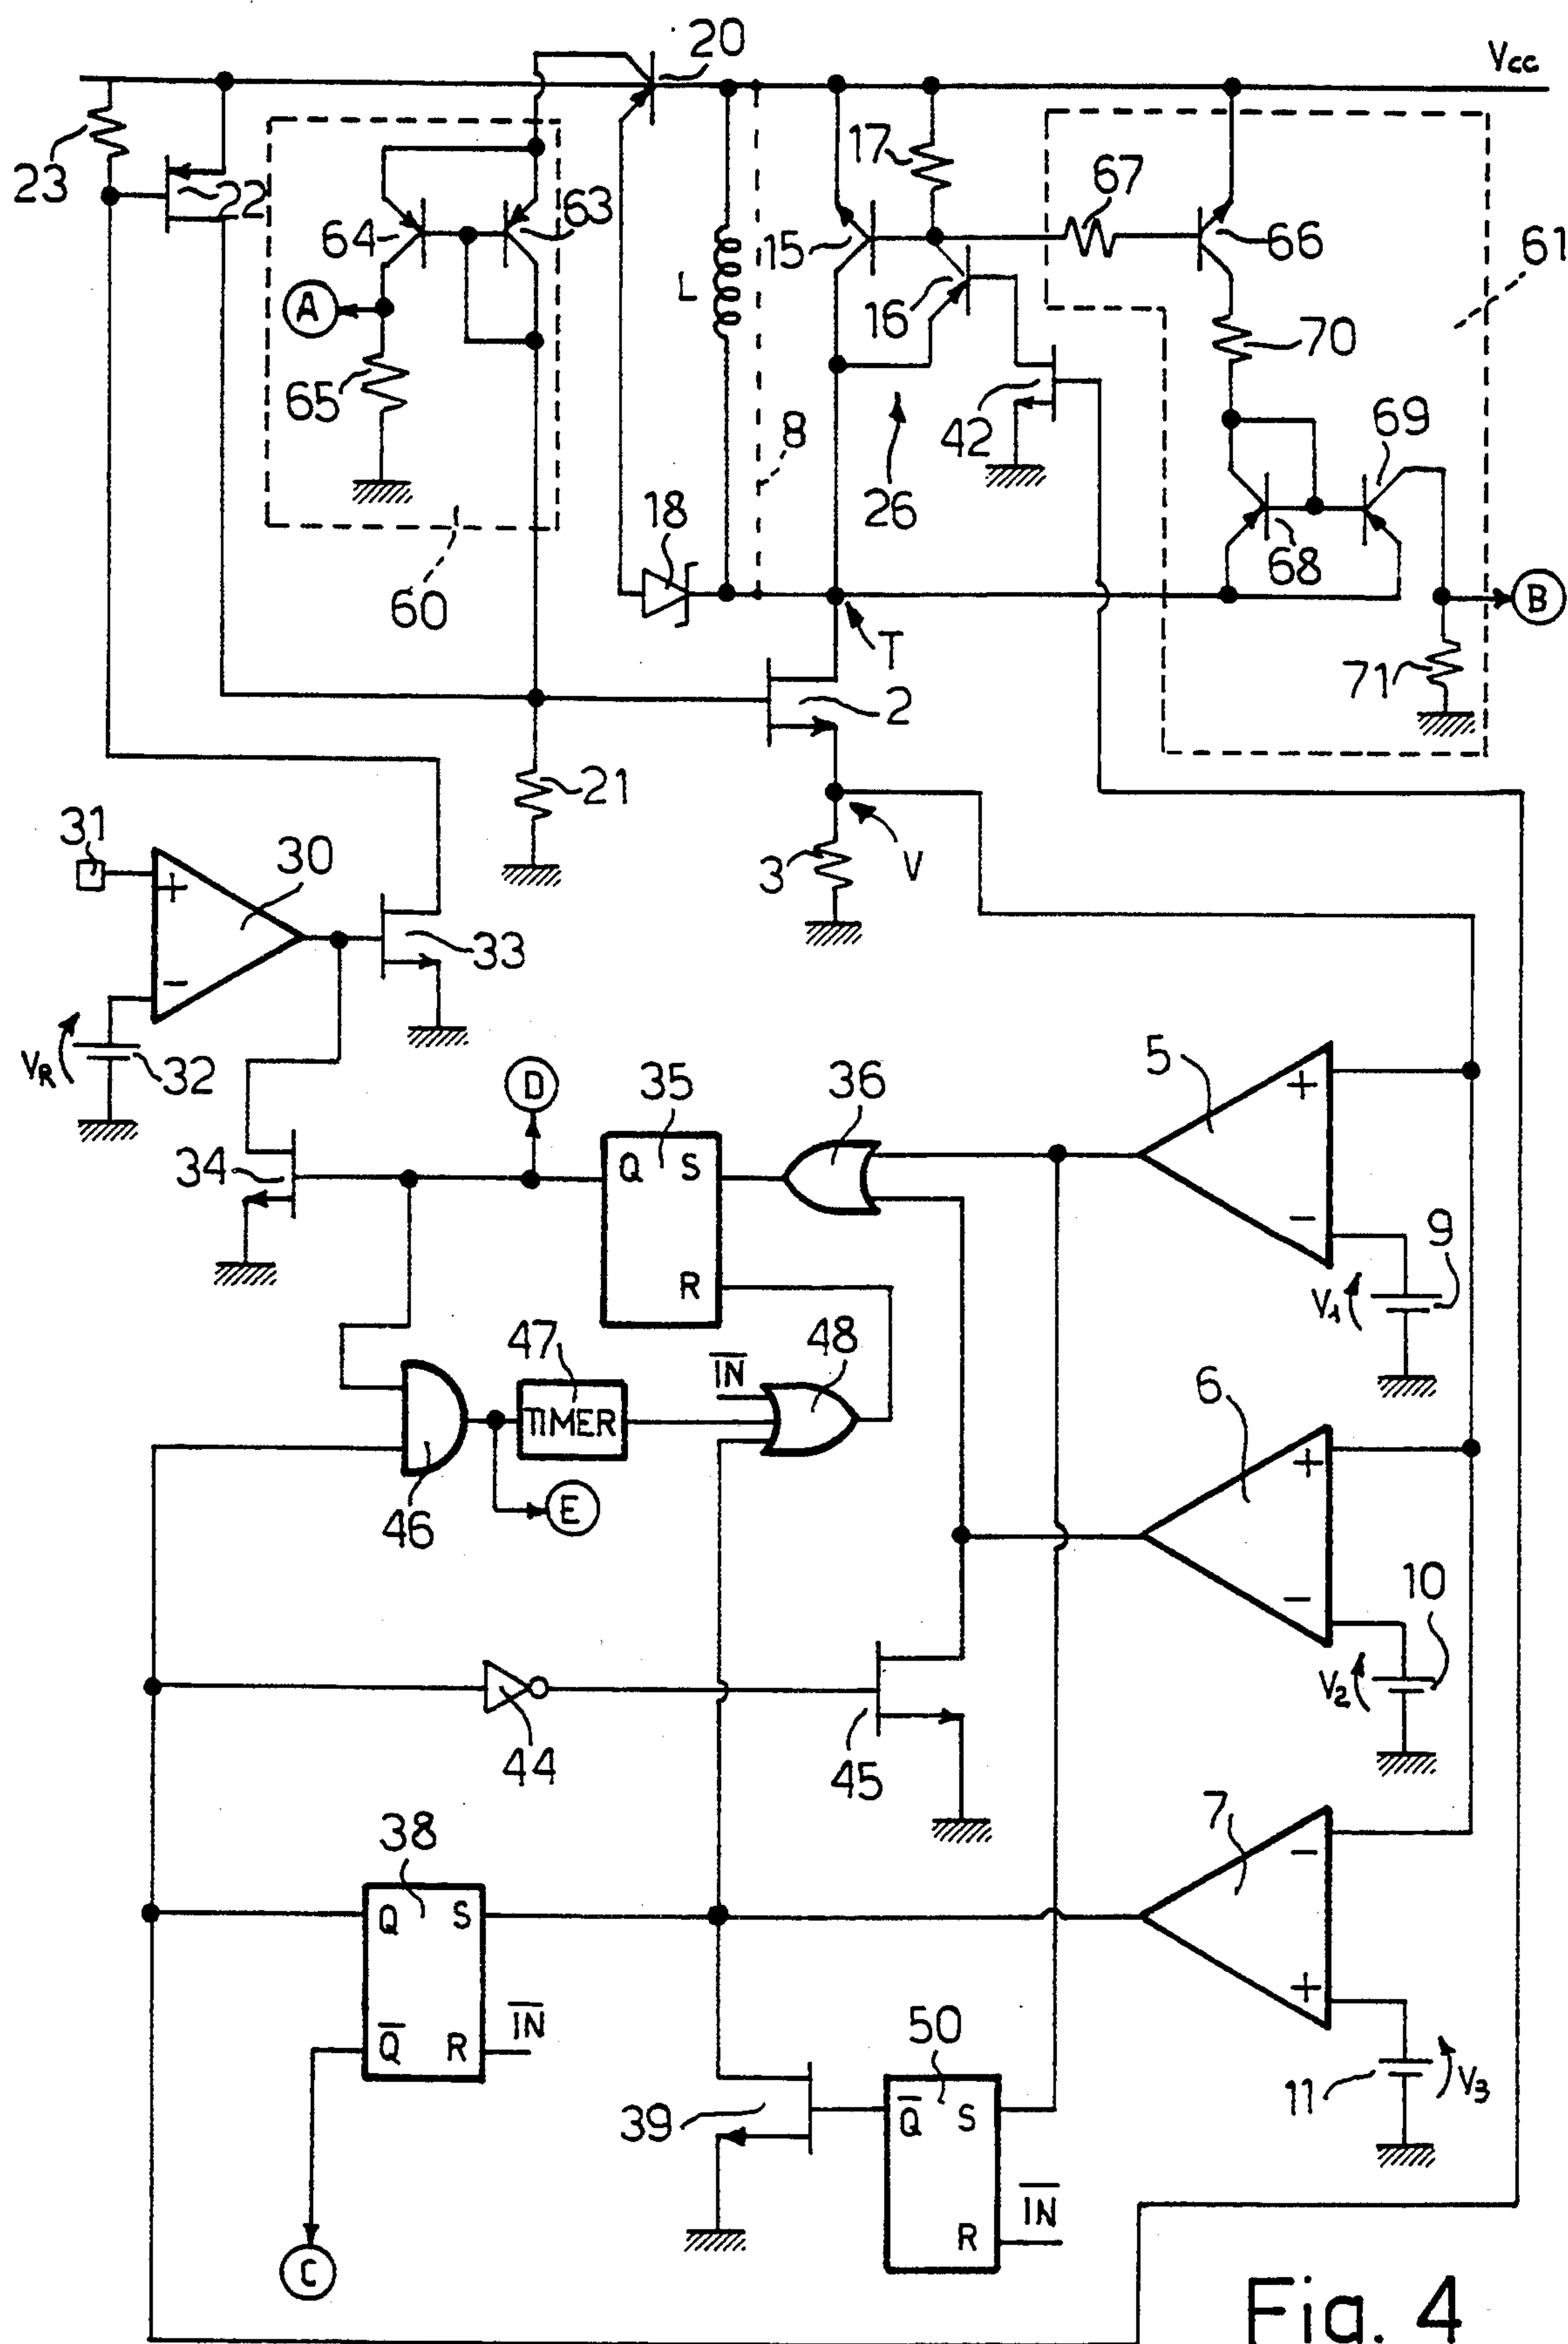 20
Vcc
23
22
64
63
17
67
15
66
61
A
L
16
70
65
42
69
8
26
18
68
60
B
T
71
2
21
31
30
3
V
33
VR
32
+
-
5
D
35
36
+
34
Q S
-
9
R
V1
47
IN
48
6
TIMER
+
46
E
10
-
V2
44
45
7
38
-
Q S
+
IN
50
Q R
11
V3
39
Q S
IN
R
C
Fig. 4